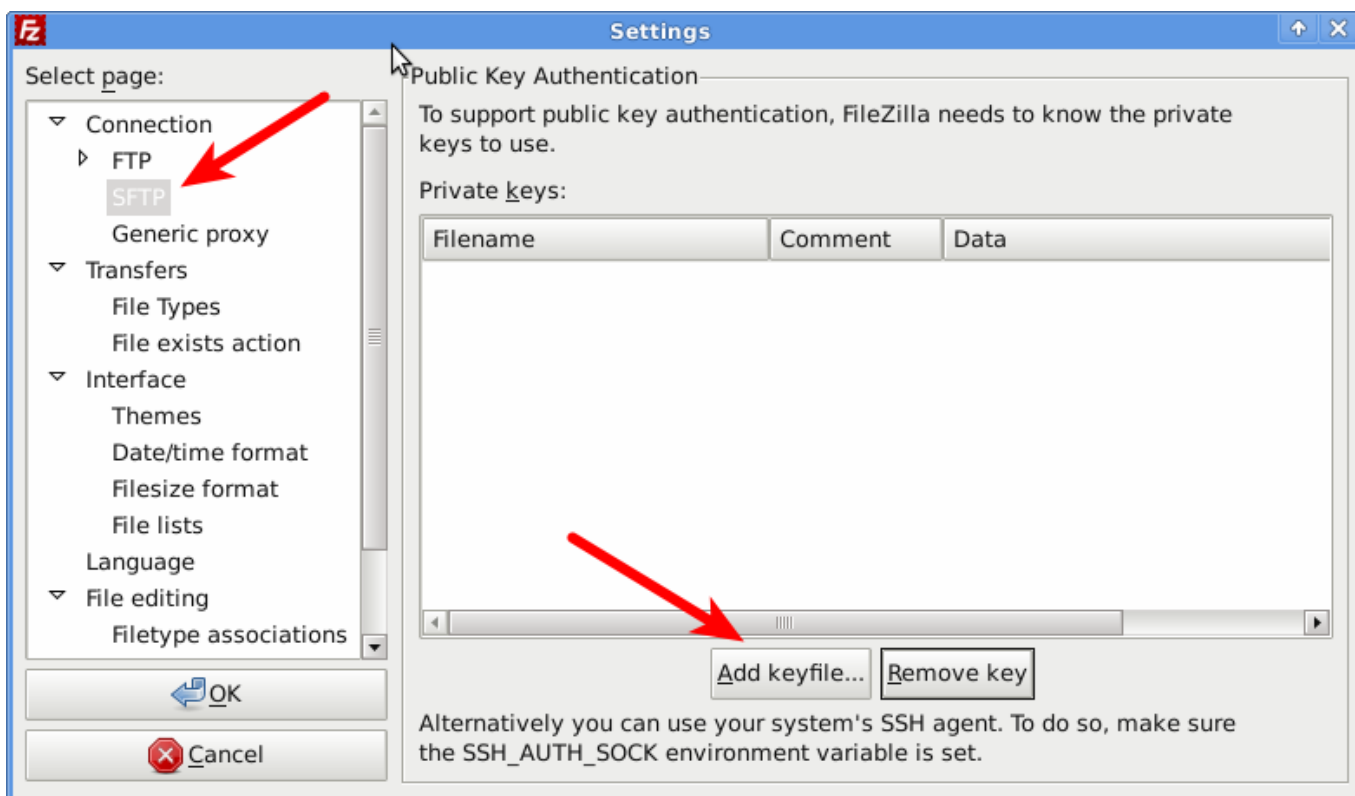 Fz
Settings
Select page:
Connection
FTP
SFTP
Generic proxy
Transfers
File Types
File exists action
Interface
Themes
Date/time format
Filesize format
File lists
Language
File editing
Filetype associations
OK
Cancel
Public Key Authentication
To support public key authentication, FileZilla needs to know the private
keys to use.
Private keys:
Filename Comment Data
Add keyfile... Remove key
Alternatively you can use your system's SSH agent. To do so, make sure
the SSH_AUTH_SOCK environment variable is set.